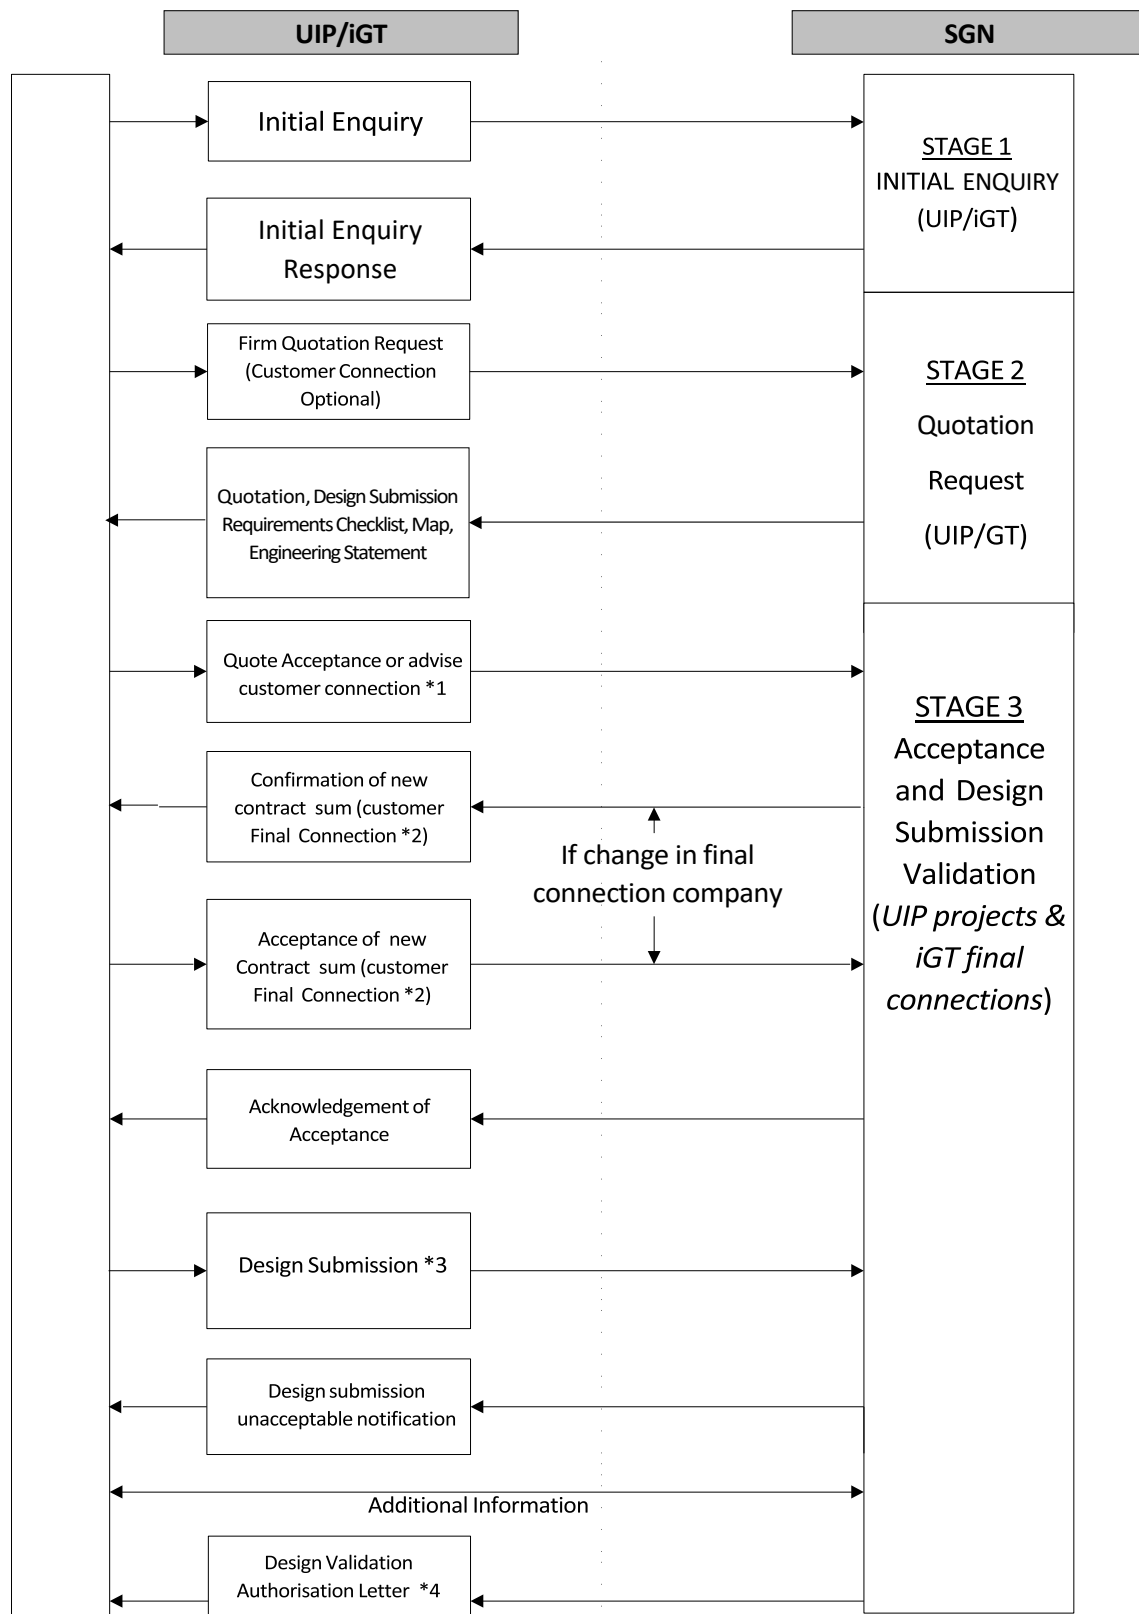 UIP/iGT
SGN
Initial Enquiry
STAGE 1
INITIAL ENQUIRY
(UIP/iGT)
Initial Enquiry
Response
Firm Quotation Request
(Customer Connection
Optional)
STAGE 2
Quotation
Request
(UIP/GT)
Quotation, Design Submission
Requirements Checklist, Map,
Engineering Statement
Quote Acceptance or advise
customer connection *1
STAGE 3
Acceptance
and Design
Submission
Validation
(UIP projects &
iGT final
connections)
Confirmation of new
contract sum (customer
Final Connection *2)
If change in final
connection company
Acceptance of new
Contract sum (customer
Final Connection *2)
Acknowledgement of
Acceptance
Design Submission *3
Design submission
unacceptable notification
Additional Information
Design Validation
Authorisation Letter *4